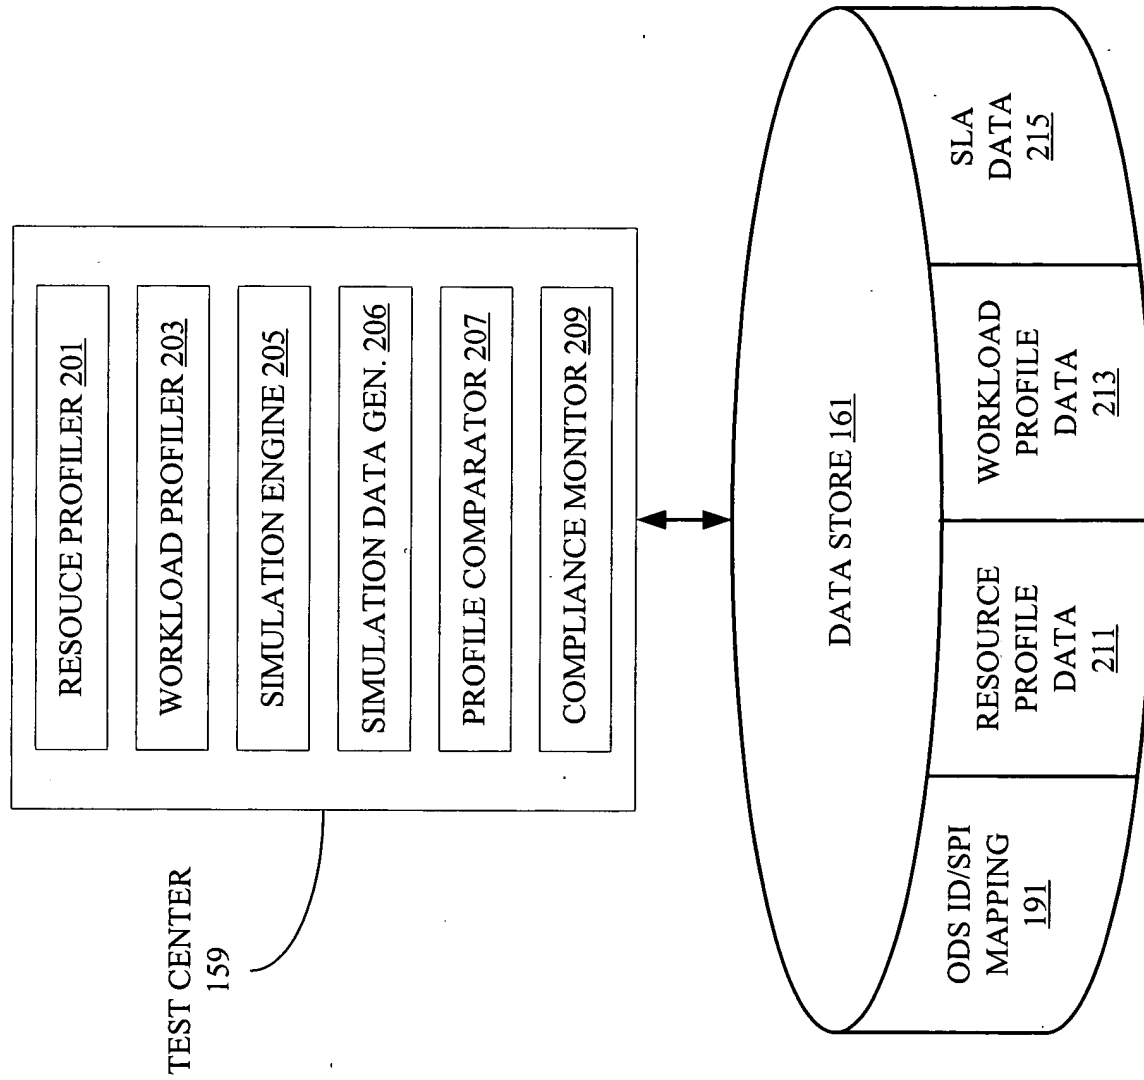 TEST CENTER
159
RESOUCE PROFILER 201
WORKLOAD PROFILER 203
SIMULATION ENGINE 205
SIMULATION DATA GEN. 206
PROFILE COMPARATOR 207
COMPLIANCE MONITOR 209
DATA STORE 161
ODS ID/SPI
MAPPING
191
RESOURCE
PROFILE
DATA
211
WORKLOAD
PROFILE
DATA
213
SLA
DATA
215